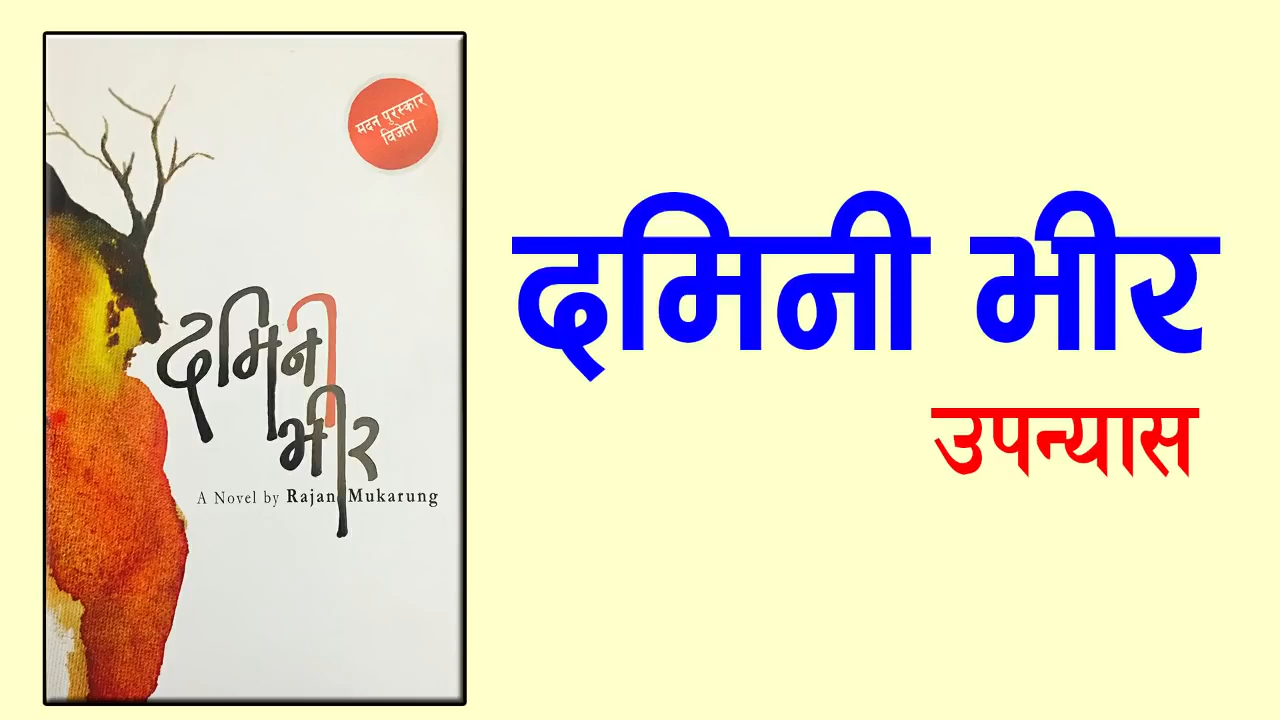 मदन पुरस्कार
विजेता
दमिनी
भीर
A Novel by Rajan Mukarung
दमिनी भीर
उपन्यास